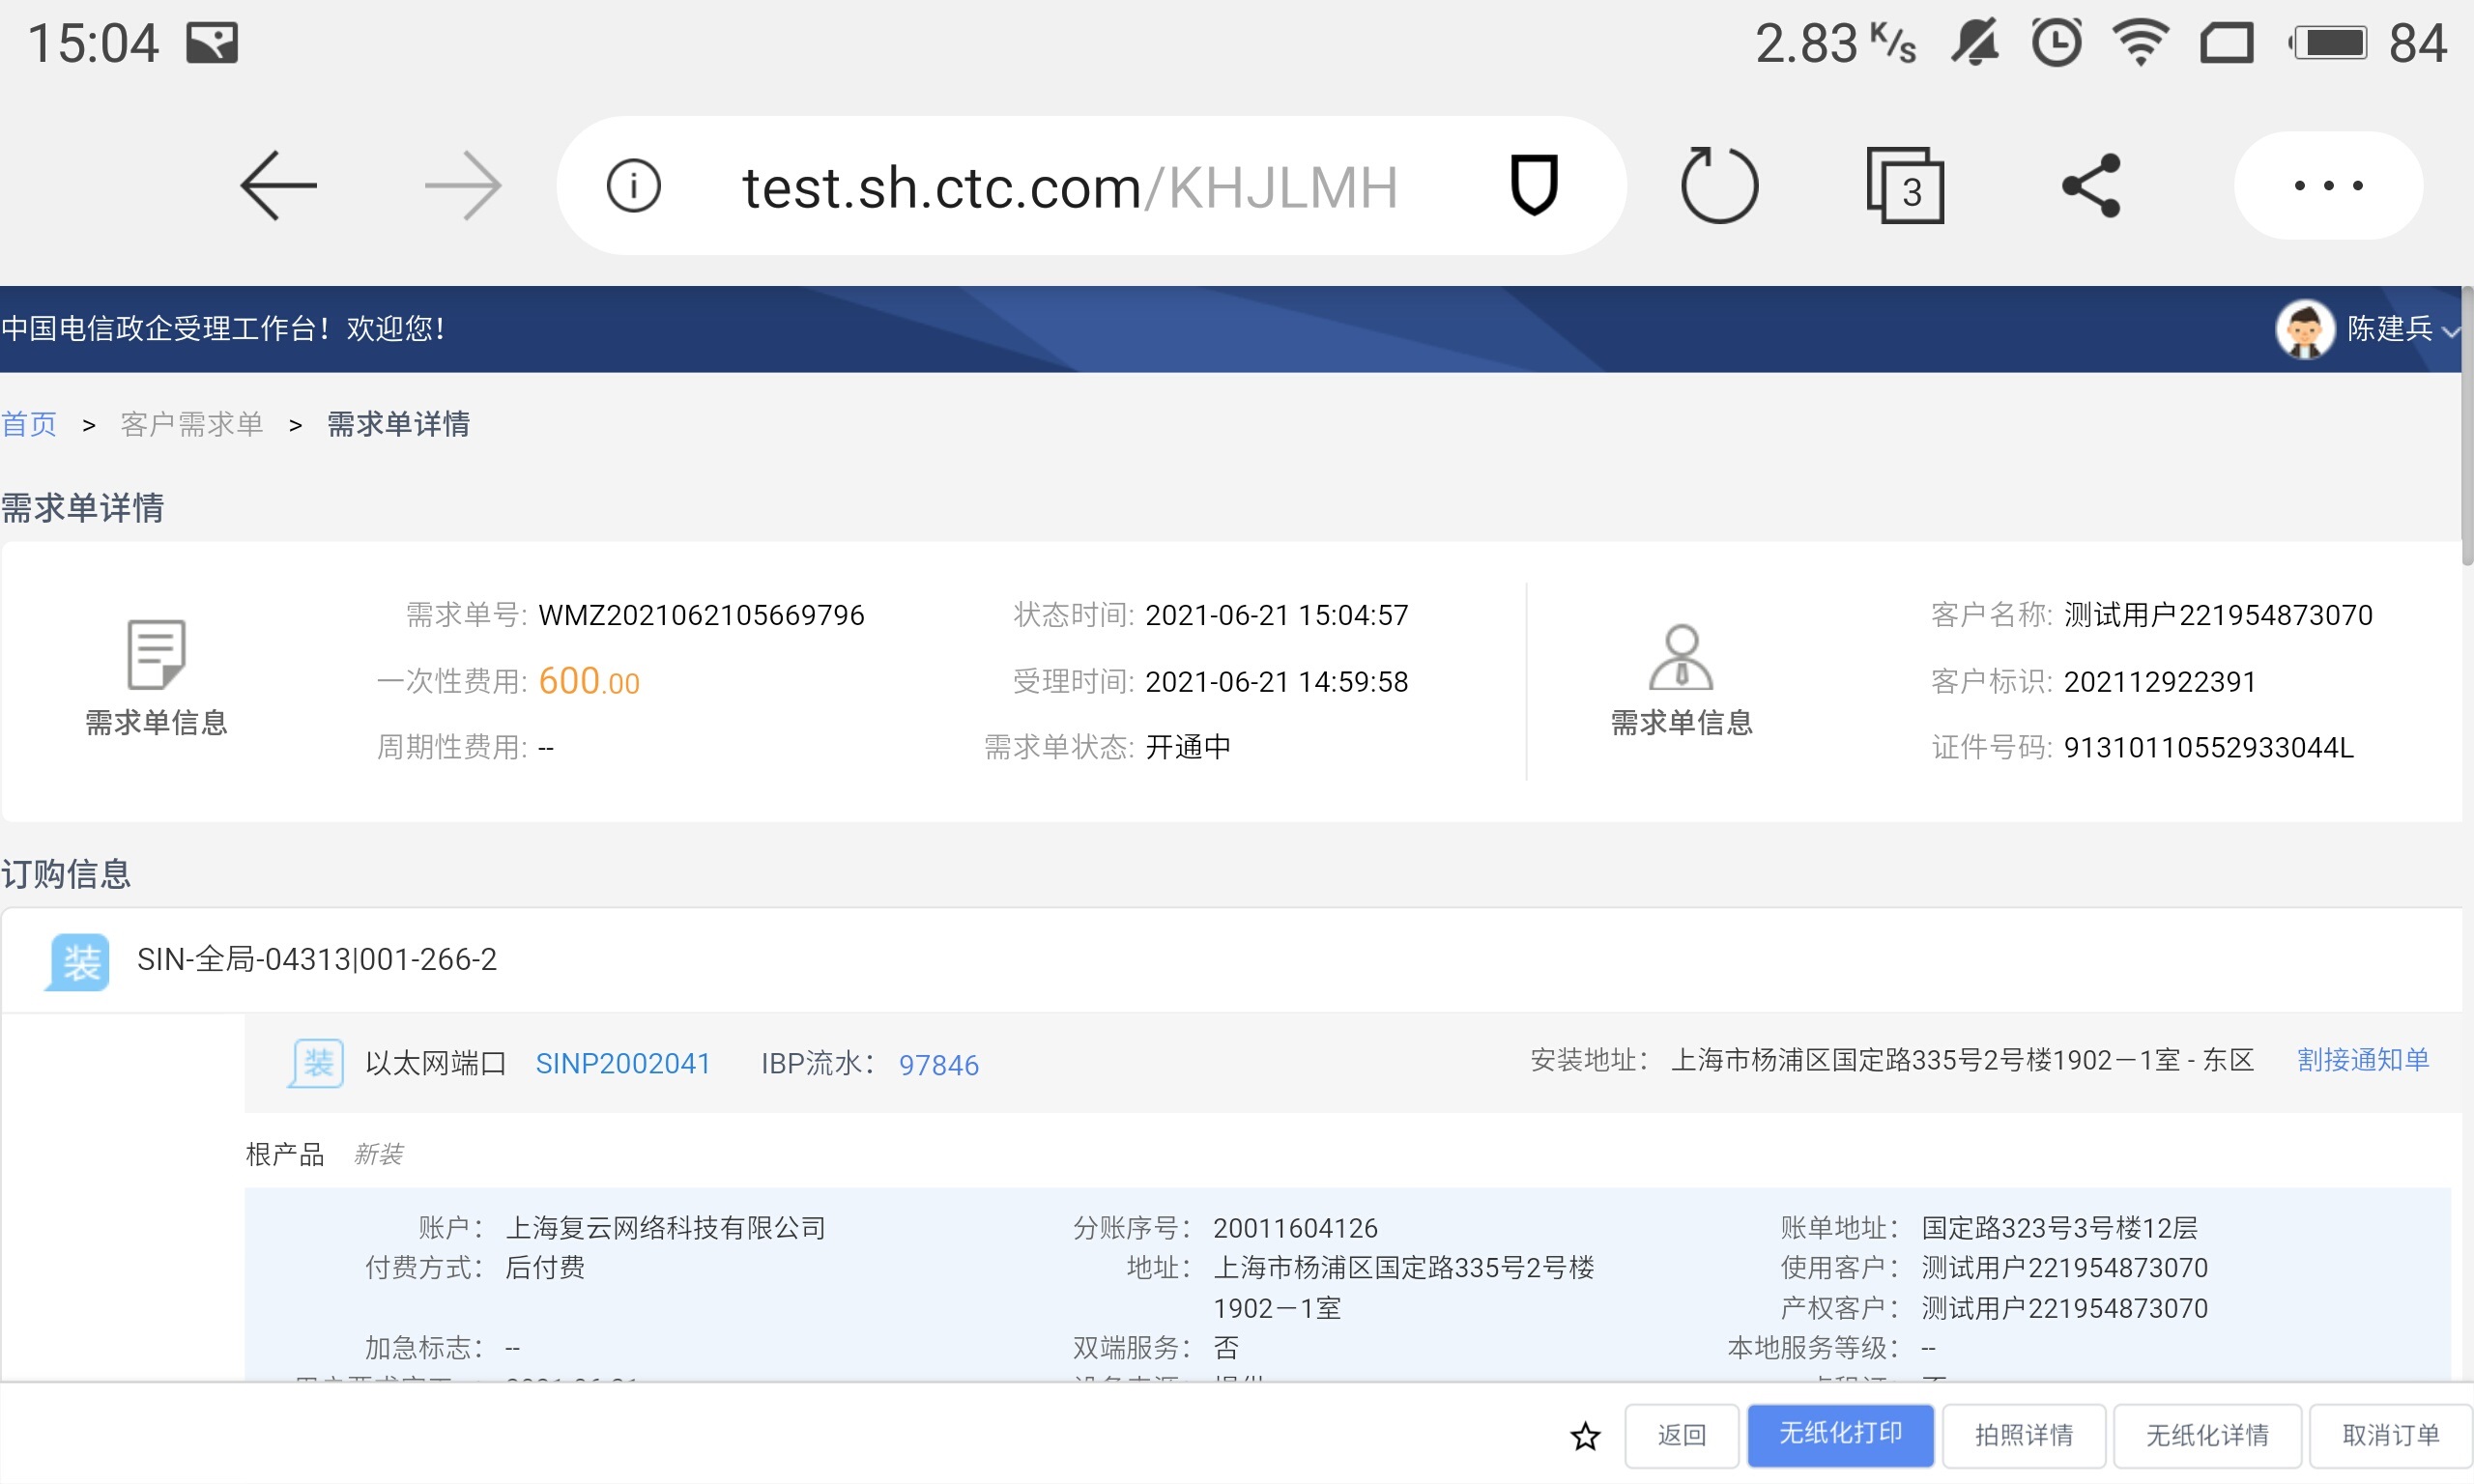 15:04
2.83 K/s
84
test.sh.ctc.com/KHJLMH
3
中国电信政企受理工作台！欢迎您！
陈建兵
首页 > 客户需求单 > 需求单详情
需求单详情
需求单信息
需求单号: WMZ2021062105669796
状态时间: 2021-06-21 15:04:57
一次性费用: 600.00
受理时间: 2021-06-21 14:59:58
周期性费用: --
需求单状态: 开通中
需求单信息
客户名称: 测试用户221954873070
客户标识: 202112922391
证件号码: 91310110552933044L
订购信息
装 SIN-全局-04313|001-266-2
装 以太网端口 SINP2002041 IBP流水： 97846
安装地址： 上海市杨浦区国定路335号2号楼1902－1室 - 东区 割接通知单
根产品 新装
账户： 上海复云网络科技有限公司
分账序号： 20011604126
账单地址： 国定路323号3号楼12层
付费方式： 后付费
地址： 上海市杨浦区国定路335号2号楼
1902－1室
使用客户： 测试用户221954873070
产权客户： 测试用户221954873070
加急标志： --
双端服务： 否
本地服务等级： --
返回
无纸化打印
拍照详情
无纸化详情
取消订单